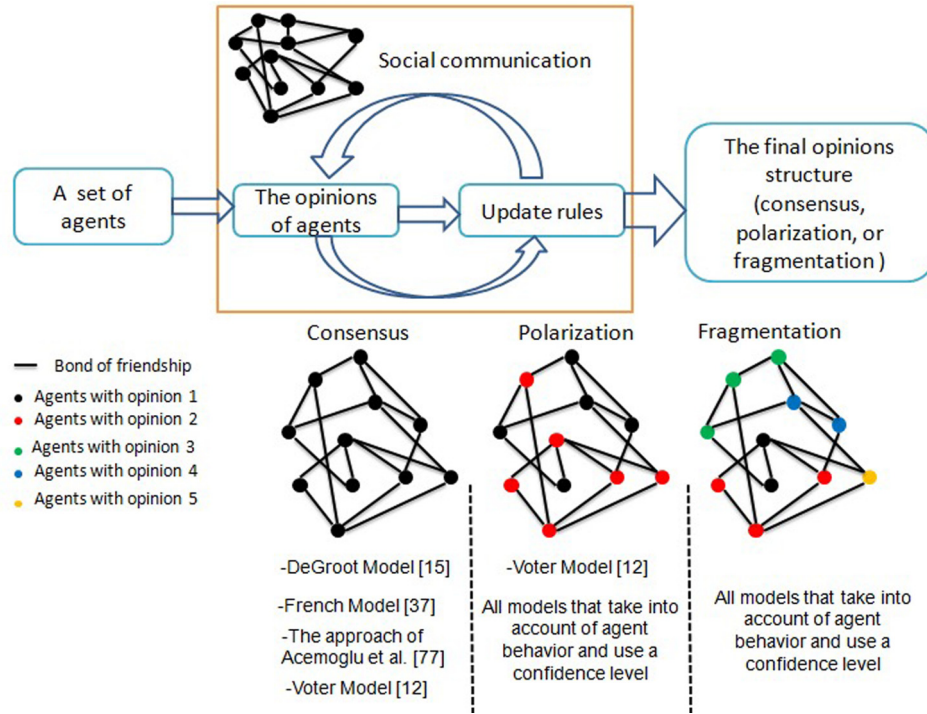 Social communication
A set of
agents
The opinions
of agents
Update rules
The final opinions
structure
(consensus,
polarization, or
fragmentation )
Consensus
Polarization
Fragmentation
Bond of friendship
Agents with opinion 1
Agents with opinion 2
Agents with opinion 3
Agents with opinion 4
Agents with opinion 5
-DeGroot Model [15]
-French Model [37]
-The approach of
Acemoglu et al. [77]
-Voter Model [12]
-Voter Model [12]
All models that take into
account of agent
behavior and use a
confidence level
All models that take into
account of agent
behavior and use a
confidence level